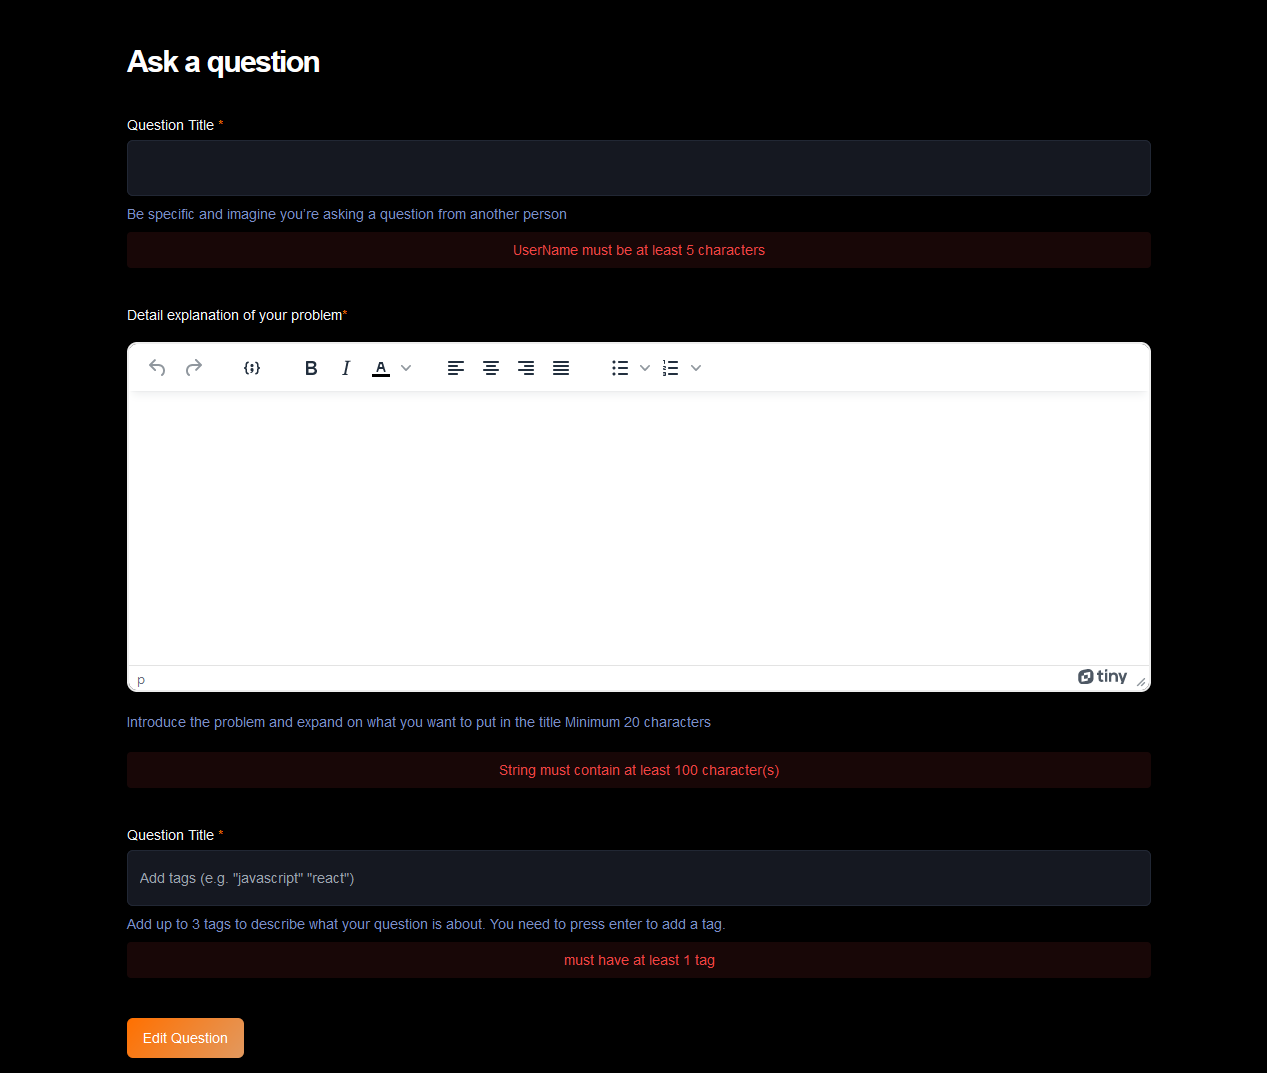 Ask a question
Question Title *
Be specific and imagine you're asking a question from another person
UserName must be at least 5 characters
Detail explanation of your problem*
B I A
p tiny
Introduce the problem and expand on what you want to put in the title Minimum 20 characters
String must contain at least 100 character(s)
Question Title *
Add tags (e.g. "javascript" "react")
Add up to 3 tags to describe what your question is about. You need to press enter to add a tag.
must have at least 1 tag
Edit Question